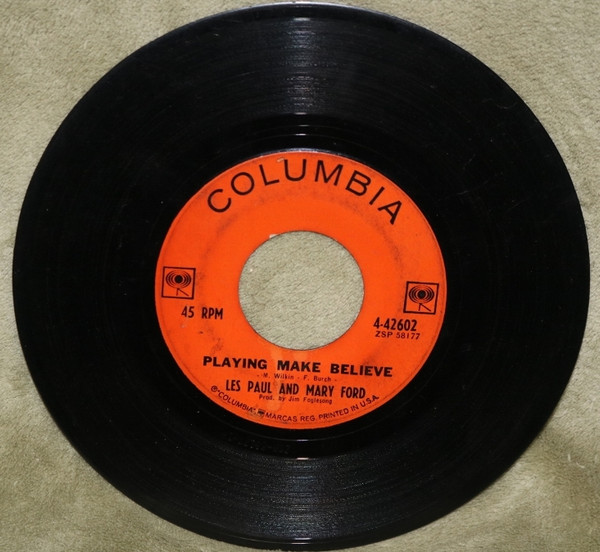 COLUMBIA
45 RPM
4-42602
ZSP 58177
PLAYING MAKE BELIEVE
- M. Wilkin - F. Burch -
LES PAUL AND MARY FORD
Prod. by Jim Foglesong
® "COLUMBIA" MARCAS REG. PRINTED IN U.S.A.